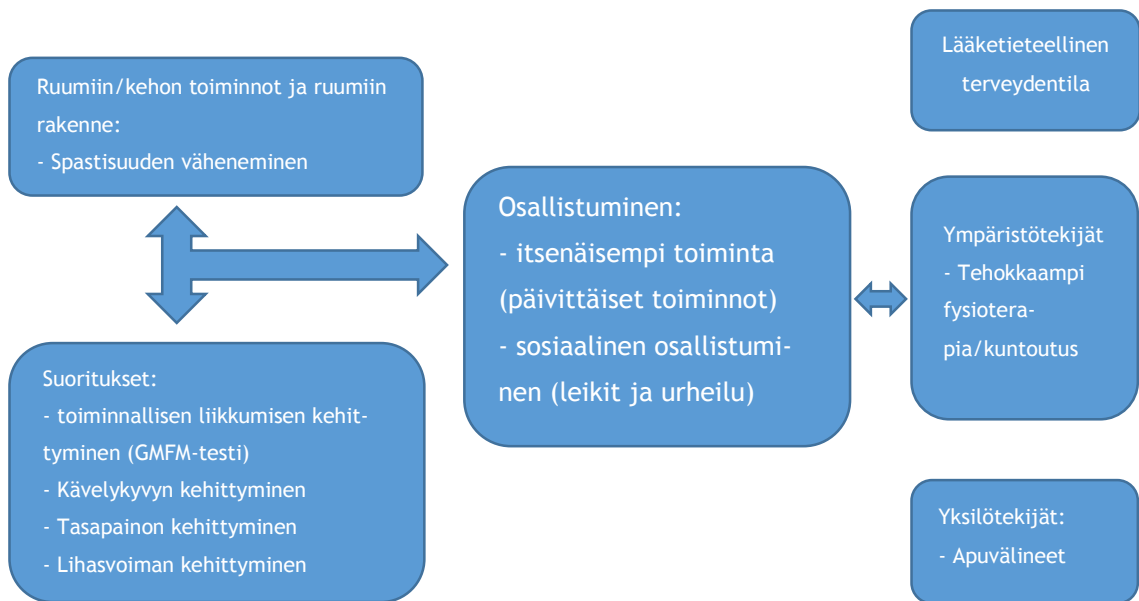 Ruumiin/kehon toiminnot ja ruumiin
rakenne:
- Spastisuuden väheneminen
Suoritukset:
- toiminnallisen liikkumisen kehit-
tyminen (GMFM-testi)
- Kävelykyvyn kehittyminen
- Tasapainon kehittyminen
- Lihasvoiman kehittyminen
Osallistuminen:
- itsenäisempi toiminta
(päivittäiset toiminnot)
- sosiaalinen osallistumi-
nen (leikit ja urheilu)
Lääketieteellinen
terveydentila
Ympäristötekijät
- Tehokkaampi
fysiotera-
pia/kuntoutus
Yksilötekijät:
- Apuvälineet